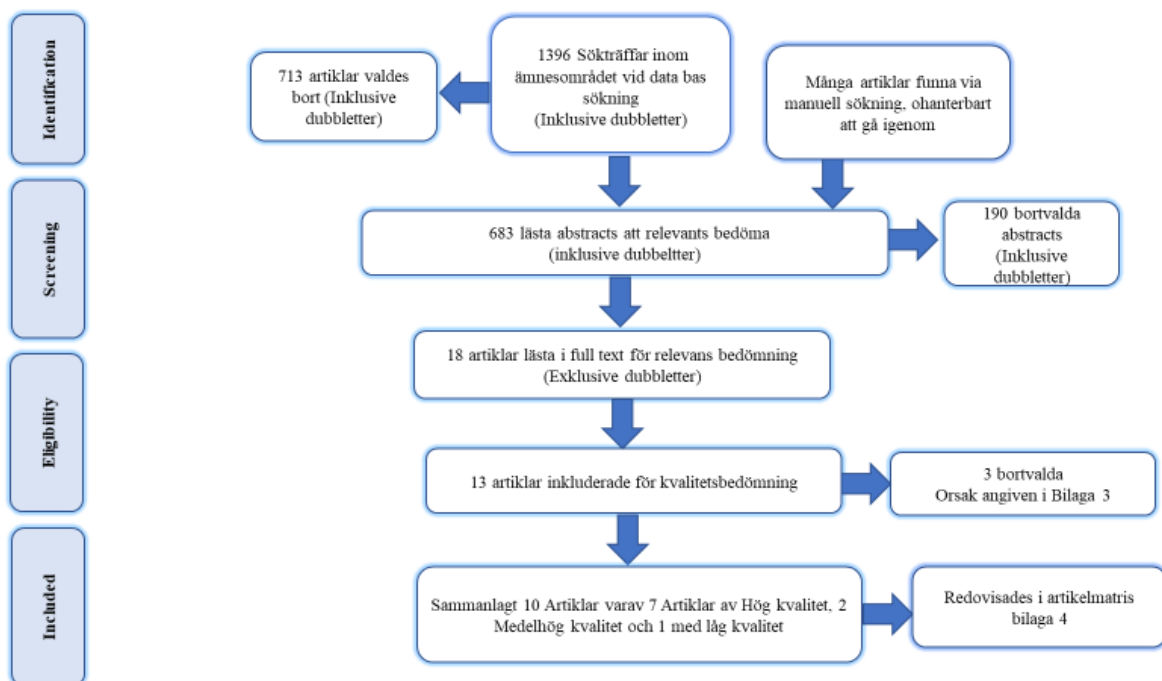 Identification
713 artiklar valdes
bort (Inklusive
dubbletter)
1396 Sökträffar inom
ämnesområdet vid data bas
sökning
(Inklusive dubbletter)
Många artiklar funna via
manuell sökning, ohanterbart
att gå igenom
Screening
683 lästa abstracts att relevants bedöma
(inklusive dubbeltter)
190 bortvalda
abstracts
(Inklusive
dubbletter)
18 artiklar lästa i full text för relevans bedömning
(Exklusive dubbletter)
Eligibility
13 artiklar inkluderade för kvalitetsbedömning
3 bortvalda
Orsak angiven i Bilaga 3
Included
Sammanlagt 10 Artiklar varav 7 Artiklar av Hög kvalitet, 2
Medelhög kvalitet och 1 med låg kvalitet
Redovisades i artikelmatris
bilaga 4